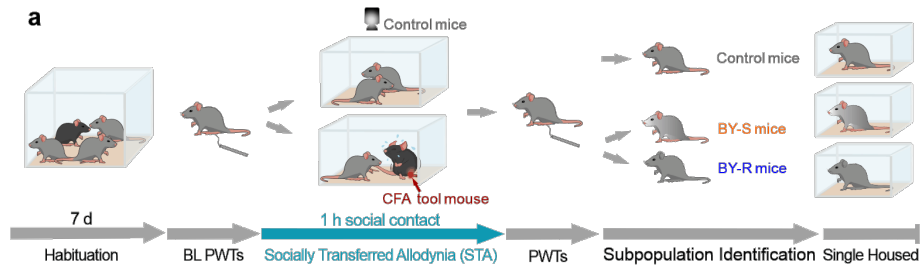 a
Control mice
Control mice
BY-S mice
BY-R mice
CFA tool mouse
7 d
1 h social contact
Habituation
BL PWTs
Socially Transferred Allodynia (STA)
PWTs
Subpopulation Identification
Single Housed